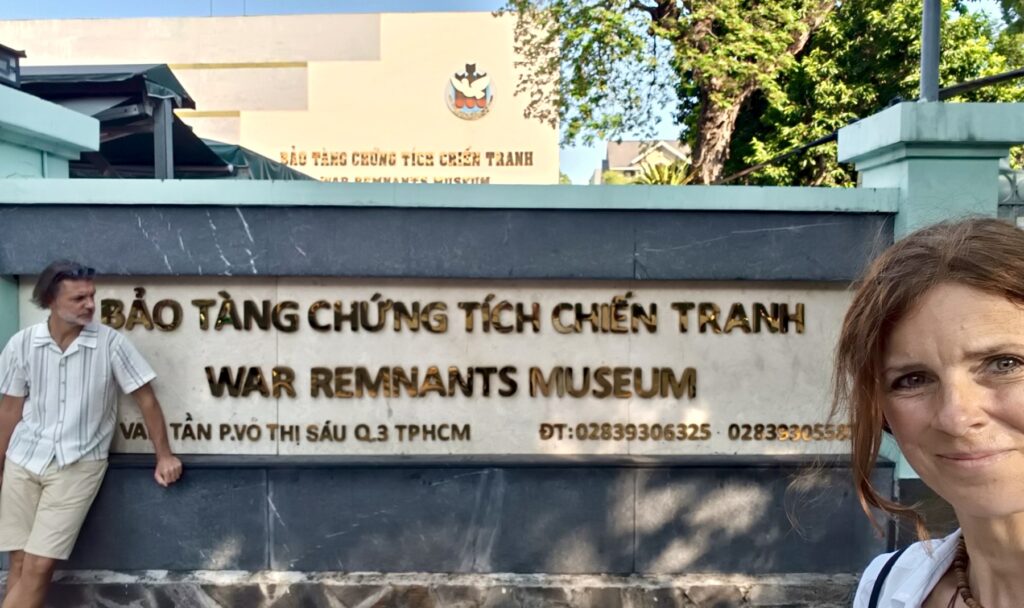 BẢO TÀNG CHỨNG TÍCH CHIẾN TRANH
WAR REMNANTS MUSEUM
BẢO TÀNG CHỨNG TÍCH CHIẾN TRANH
WAR REMNANTS MUSEUM
TẦN P.VÕ THỊ SÁU Q.3 TPHCM ĐT:02839306325